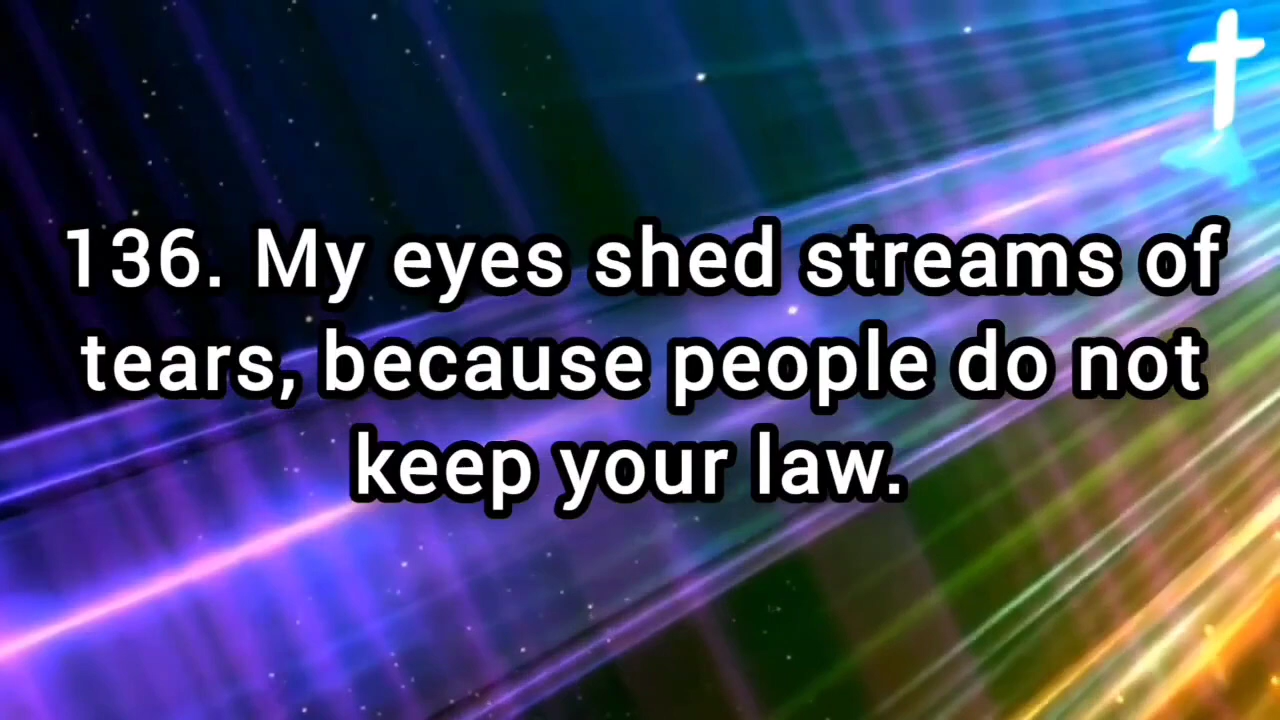 136. My eyes shed streams of
tears, because people do not
keep your law.